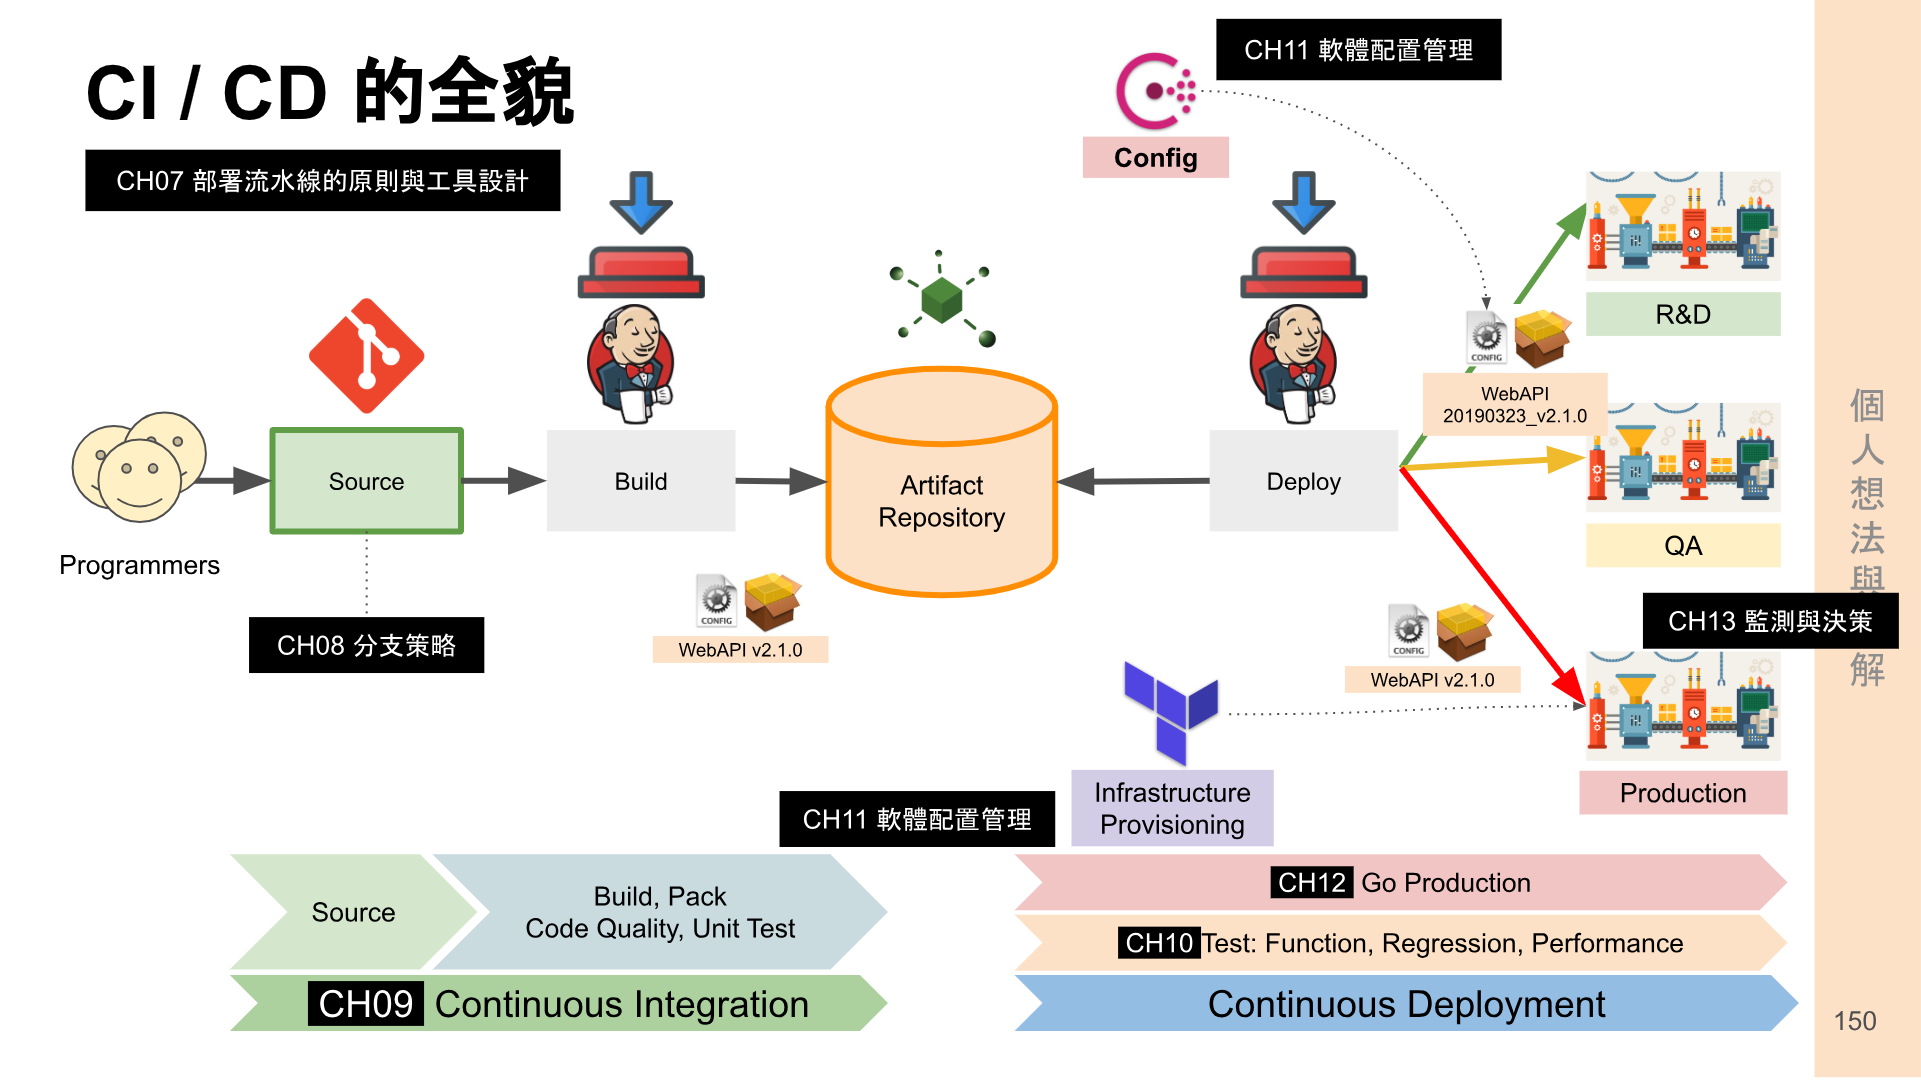 CI / CD 的全貌
CH07 部署流水線的原則與工具設計
CH11 軟體配置管理
Config
R&D
CONFIG
WebAPI
20190323_v2.1.0
Programmers
Source
Build
Artifact
Repository
Deploy
QA
CH08 分支策略
CONFIG
WebAPI v2.1.0
CONFIG
WebAPI v2.1.0
CH13 監測與決策
Production
CH11 軟體配置管理
Infrastructure
Provisioning
Source
Build, Pack
Code Quality, Unit Test
CH09 Continuous Integration
CH12 Go Production
CH10 Test: Function, Regression, Performance
Continuous Deployment
個人想法與解
150